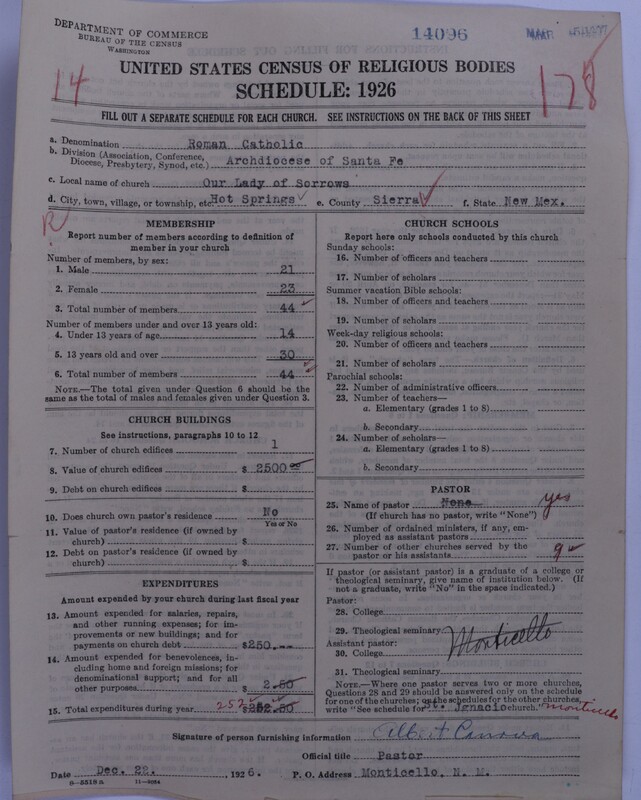 DEPARTMENT OF COMMERCE
BUREAU OF THE CENSUS
WASHINGTON
14096
14
178
UNITED STATES CENSUS OF RELIGIOUS BODIES
SCHEDULE: 1926
FILL OUT A SEPARATE SCHEDULE FOR EACH CHURCH. SEE INSTRUCTIONS ON THE BACK OF THIS SHEET
a. Denomination Roman Catholic
b. Division (Association, Conference, Diocese, Presbytery, Synod, etc.) Archdiocese of Santa Fe
c. Local name of church Our Lady of Sorrows
d. City, town, village, or township, etc. Hot Springs e. County Sierra f. State New Mex.
R
MEMBERSHIP
Report number of members according to definition of
member in your church
Number of members, by sex:
1. Male 21
2. Female 23
3. Total number of members 44
Number of members under and over 13 years old:
4. Under 13 years of age 14
5. 13 years old and over 30
6. Total number of members 44
NOTE.—The total given under Question 6 should be the
same as the total of males and females given under Question 3.
CHURCH BUILDINGS
See instructions, paragraphs 10 to 12
7. Number of church edifices 1
8. Value of church edifices $ 2500 00
9. Debt on church edifices $
10. Does church own pastor's residence No
Yes or No
11. Value of pastor's residence (if owned by
church) $
12. Debt on pastor's residence (if owned by
church) $
EXPENDITURES
Amount expended by your church during last fiscal year
13. Amount expended for salaries, repairs,
and other running expenses; for im-
provements or new buildings; and for
payments on church debt $250.--
14. Amount expended for benevolences, in-
cluding home and foreign missions; for
denominational support; and for all
other purposes $ 2.50
15. Total expenditures during year 252 $252.50
CHURCH SCHOOLS
Report here only schools conducted by this church
Sunday schools:
16. Number of officers and teachers
17. Number of scholars
Summer vacation Bible schools:
18. Number of officers and teachers
19. Number of scholars
Week-day religious schools:
20. Number of officers and teachers
21. Number of scholars
Parochial schools:
22. Number of administrative officers
23. Number of teachers—
a. Elementary (grades 1 to 8)
b. Secondary
24. Number of scholars—
a. Elementary (grades 1 to 8)
b. Secondary
PASTOR
25. Name of pastor None yes
(If church has no pastor, write "None")
26. Number of ordained ministers, if any, em-
ployed as assistant pastors
27. Number of other churches served by the
pastor or his assistants 9
If pastor (or assistant pastor) is a graduate of a college or
theological seminary, give name of institution below. (If
not a graduate, write "No" in the space indicated.)
Pastor:
28. College
29. Theological seminary Monticello
Assistant pastor:
30. College
31. Theological seminary
NOTE.—Where one pastor serves two or more churches,
Questions 28 and 29 should be answered only on the schedule
for one of the churches; on the schedules for the other churches,
write "See schedule for St. Ignacio church." Monticello
Signature of person furnishing information
Official title Pastor
Date Dec. 22. 1926. P. O. Address Monticello, N. M.
8—5518 a 11—9084